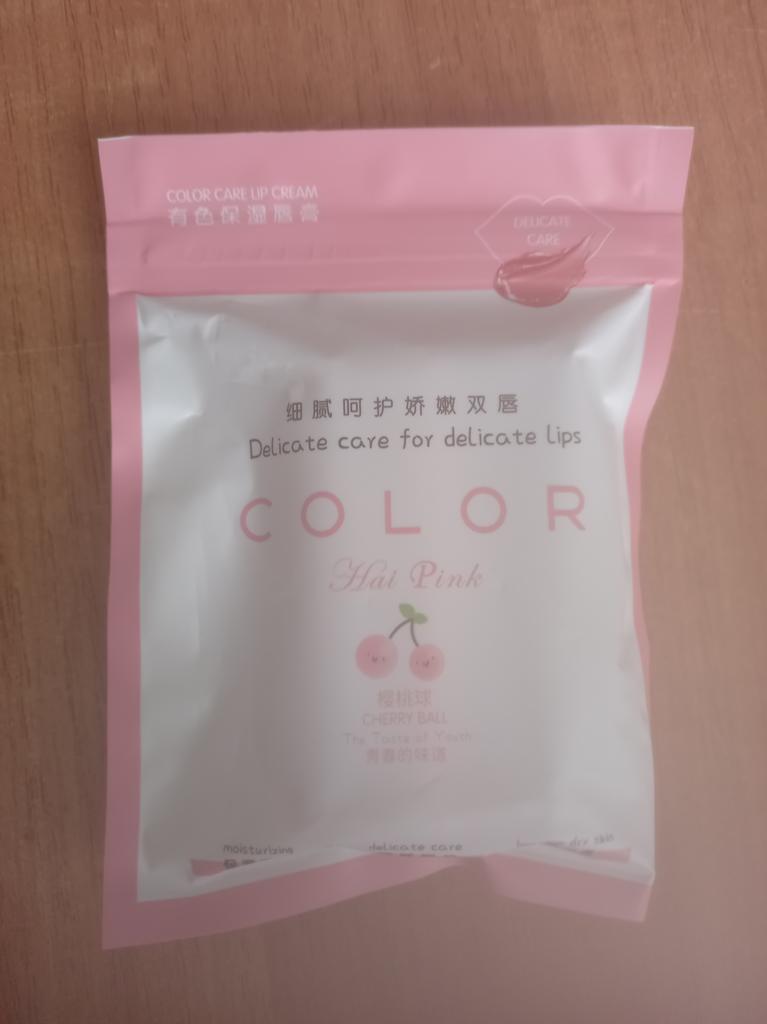 COLOR CARE LIP CREAM
有色保湿唇膏
DELICATE
CARE
细腻呵护娇嫩双唇
Delicate care for delicate lips
COLOR
Hai Pink
樱桃球
CHERRY BALL
The Taste of Youth
青春的味道
moisturizing
delicate care
dry skin